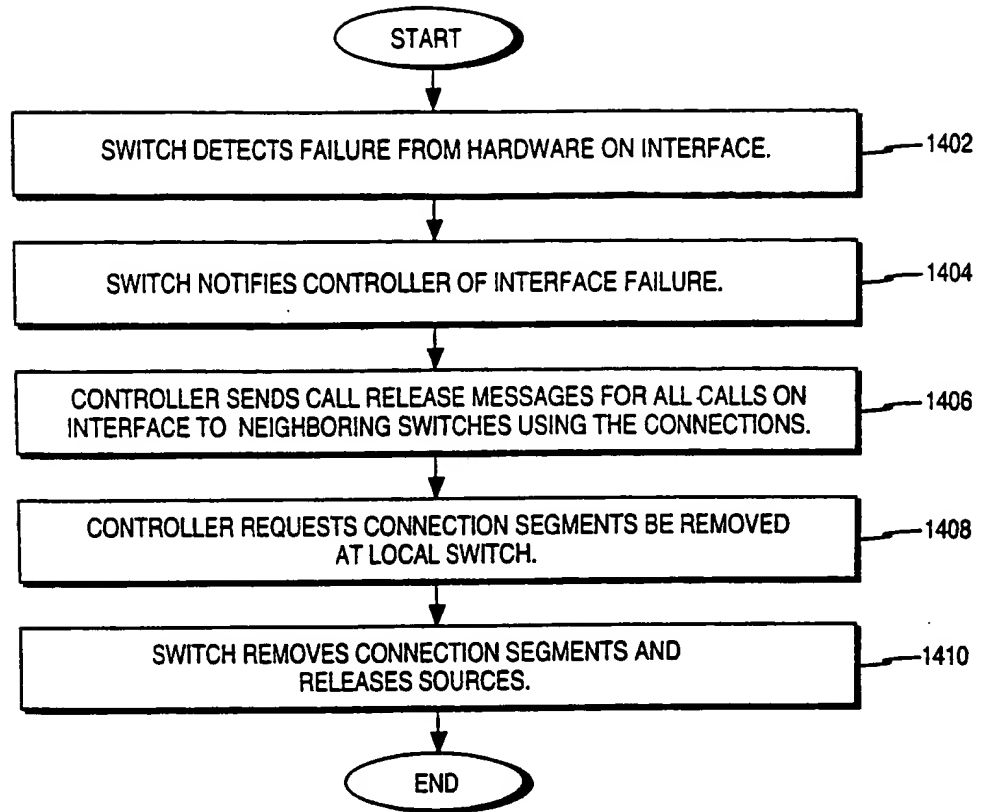 START
SWITCH DETECTS FAILURE FROM HARDWARE ON INTERFACE.
1402
SWITCH NOTIFIES CONTROLLER OF INTERFACE FAILURE.
1404
CONTROLLER SENDS CALL RELEASE MESSAGES FOR ALL CALLS ON
INTERFACE TO NEIGHBORING SWITCHES USING THE CONNECTIONS.
1406
CONTROLLER REQUESTS CONNECTION SEGMENTS BE REMOVED
AT LOCAL SWITCH.
1408
SWITCH REMOVES CONNECTION SEGMENTS AND
RELEASES SOURCES.
1410
END